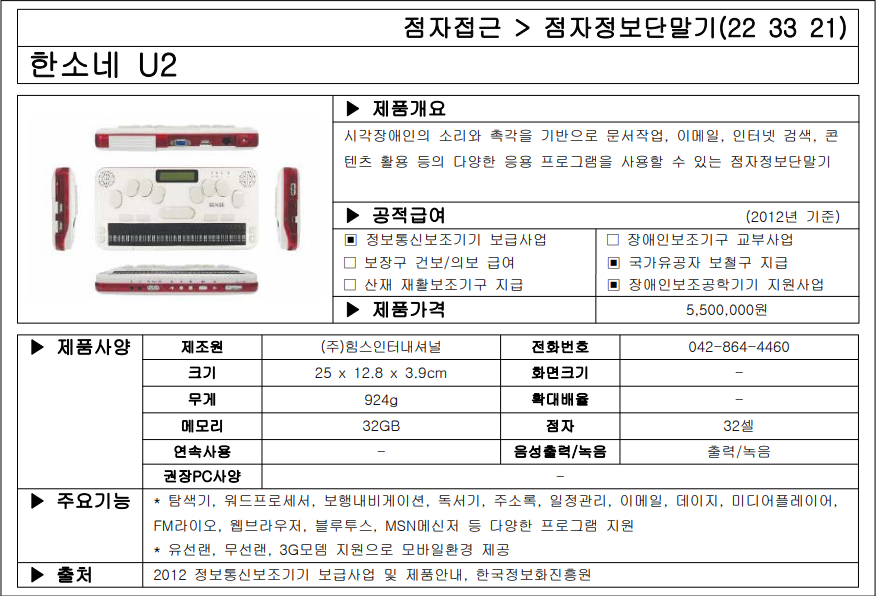 점자접근 > 점자정보단말기(22 33 21)
한소네 U2
▶ 제품개요
시각장애인의 소리와 촉각을 기반으로 문서작업, 이메일, 인터넷 검색, 콘
텐츠 활용 등의 다양한 응용 프로그램을 사용할 수 있는 점자정보단말기
▶ 공적급여 (2012년 기준)
▣ 정보통신보조기기 보급사업 □ 장애인보조기구 교부사업
□ 보장구 건보/의보 급여 ▣ 국가유공자 보철구 지급
□ 산재 재활보조기구 지급 ▣ 장애인보조공학기기 지원사업
▶ 제품가격 5,500,000원
▶ 제품사양 제조원 (주)힘스인터내셔널 전화번호 042-864-4460
크기 25 x 12.8 x 3.9cm 화면크기 -
무게 924g 확대배율 -
메모리 32GB 점자 32셀
연속사용 - 음성출력/녹음 출력/녹음
권장PC사양 -
▶ 주요기능 * 탐색기, 워드프로세서, 보행내비게이션, 독서기, 주소록, 일정관리, 이메일, 데이지, 미디어플레이어,
FM라이오, 웹브라우저, 블루투스, MSN메신저 등 다양한 프로그램 지원
* 유선랜, 무선랜, 3G모뎀 지원으로 모바일환경 제공
▶ 출처 2012 정보통신보조기기 보급사업 및 제품안내, 한국정보화진흥원